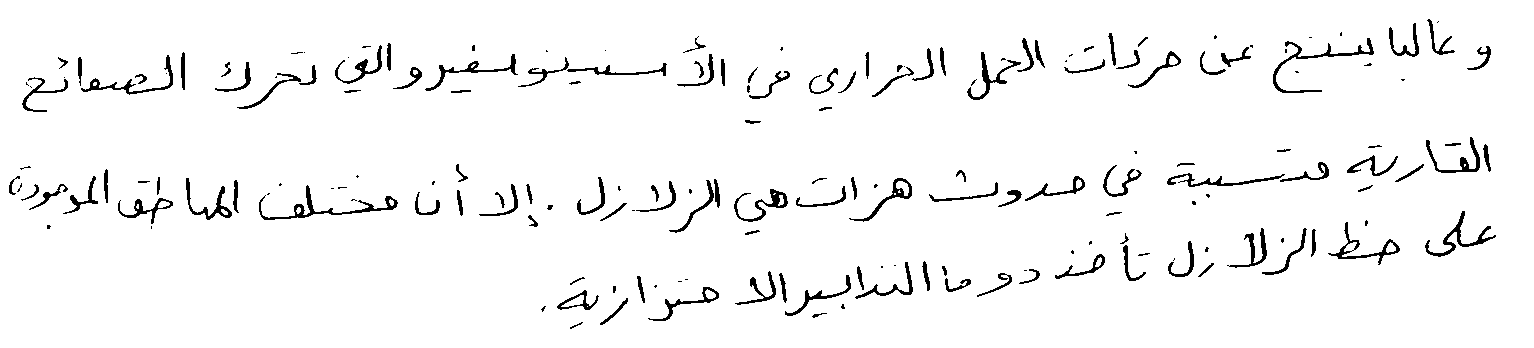 وغالبا ينتج عن حركات الحمل الحراري في الأستينوسفير والتي تحرك الصفائح
القارية متسببة في حدوث هزات هي الزلازل. إلا أن مختلف المناطق الموجودة
على خط الزلازل تأخذ دوما التدابير الاحترازية.